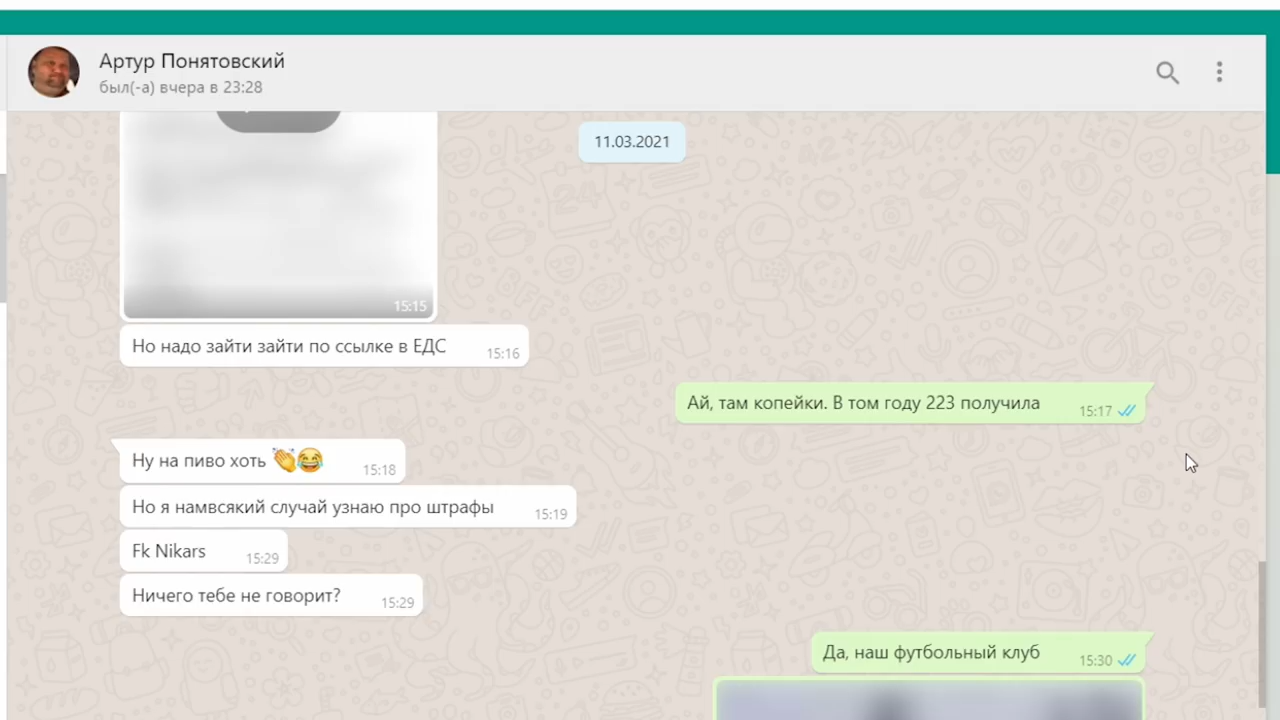 Артур Понятовский
был(-а) вчера в 23:28
11.03.2021
15:15
Но надо зайти зайти по ссылке в ЕДС 15:16
Ай, там копейки. В том году 223 получила 15:17
Ну на пиво хоть 👏😂 15:18
Но я намвсякий случай узнаю про штрафы 15:19
Fk Nikars 15:29
Ничего тебе не говорит? 15:29
Да, наш футбольный клуб 15:30